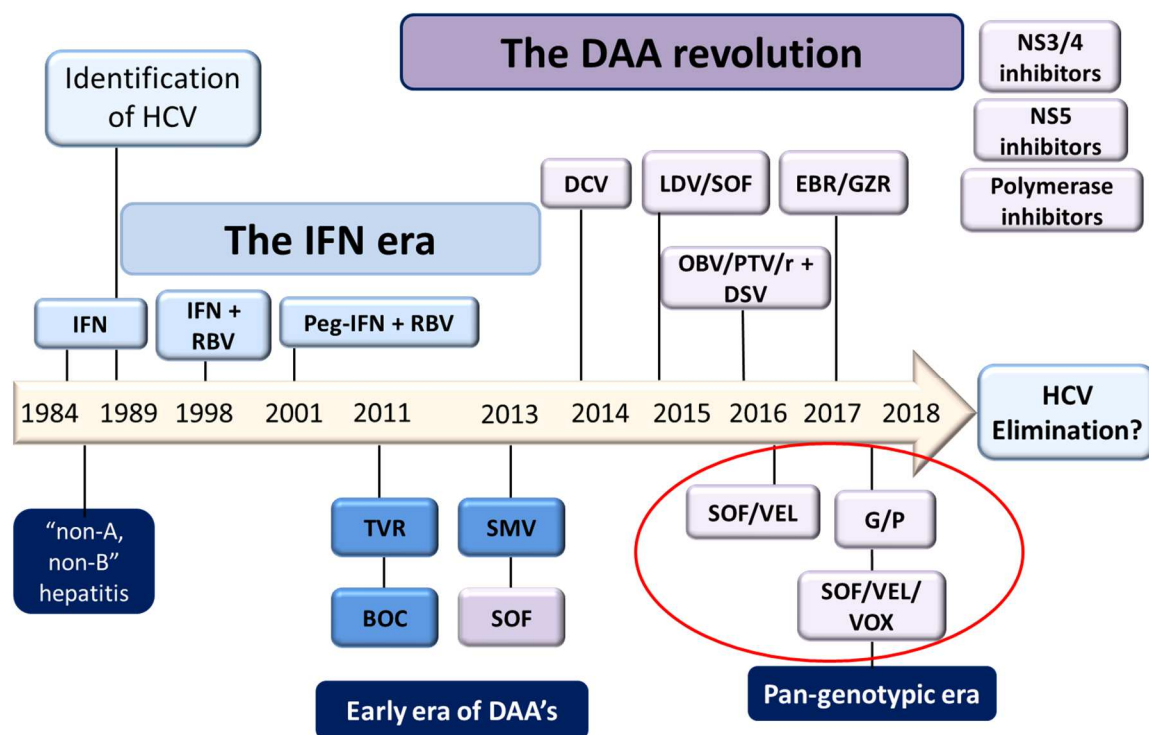 The DAA revolution
NS3/4
inhibitors
Identification
of HCV
NS5
inhibitors
DCV
LDV/SOF
EBR/GZR
Polymerase
inhibitors
The IFN era
OBV/PTV/r +
DSV
IFN
IFN +
RBV
Peg-IFN + RBV
1984
1989
1998
2001
2011
2013
2014
2015
2016
2017
2018
HCV
Elimination?
"non-A,
non-B"
hepatitis
TVR
SMV
SOF/VEL
G/P
BOC
SOF
SOF/VEL/
VOX
Early era of DAA's
Pan-genotypic era